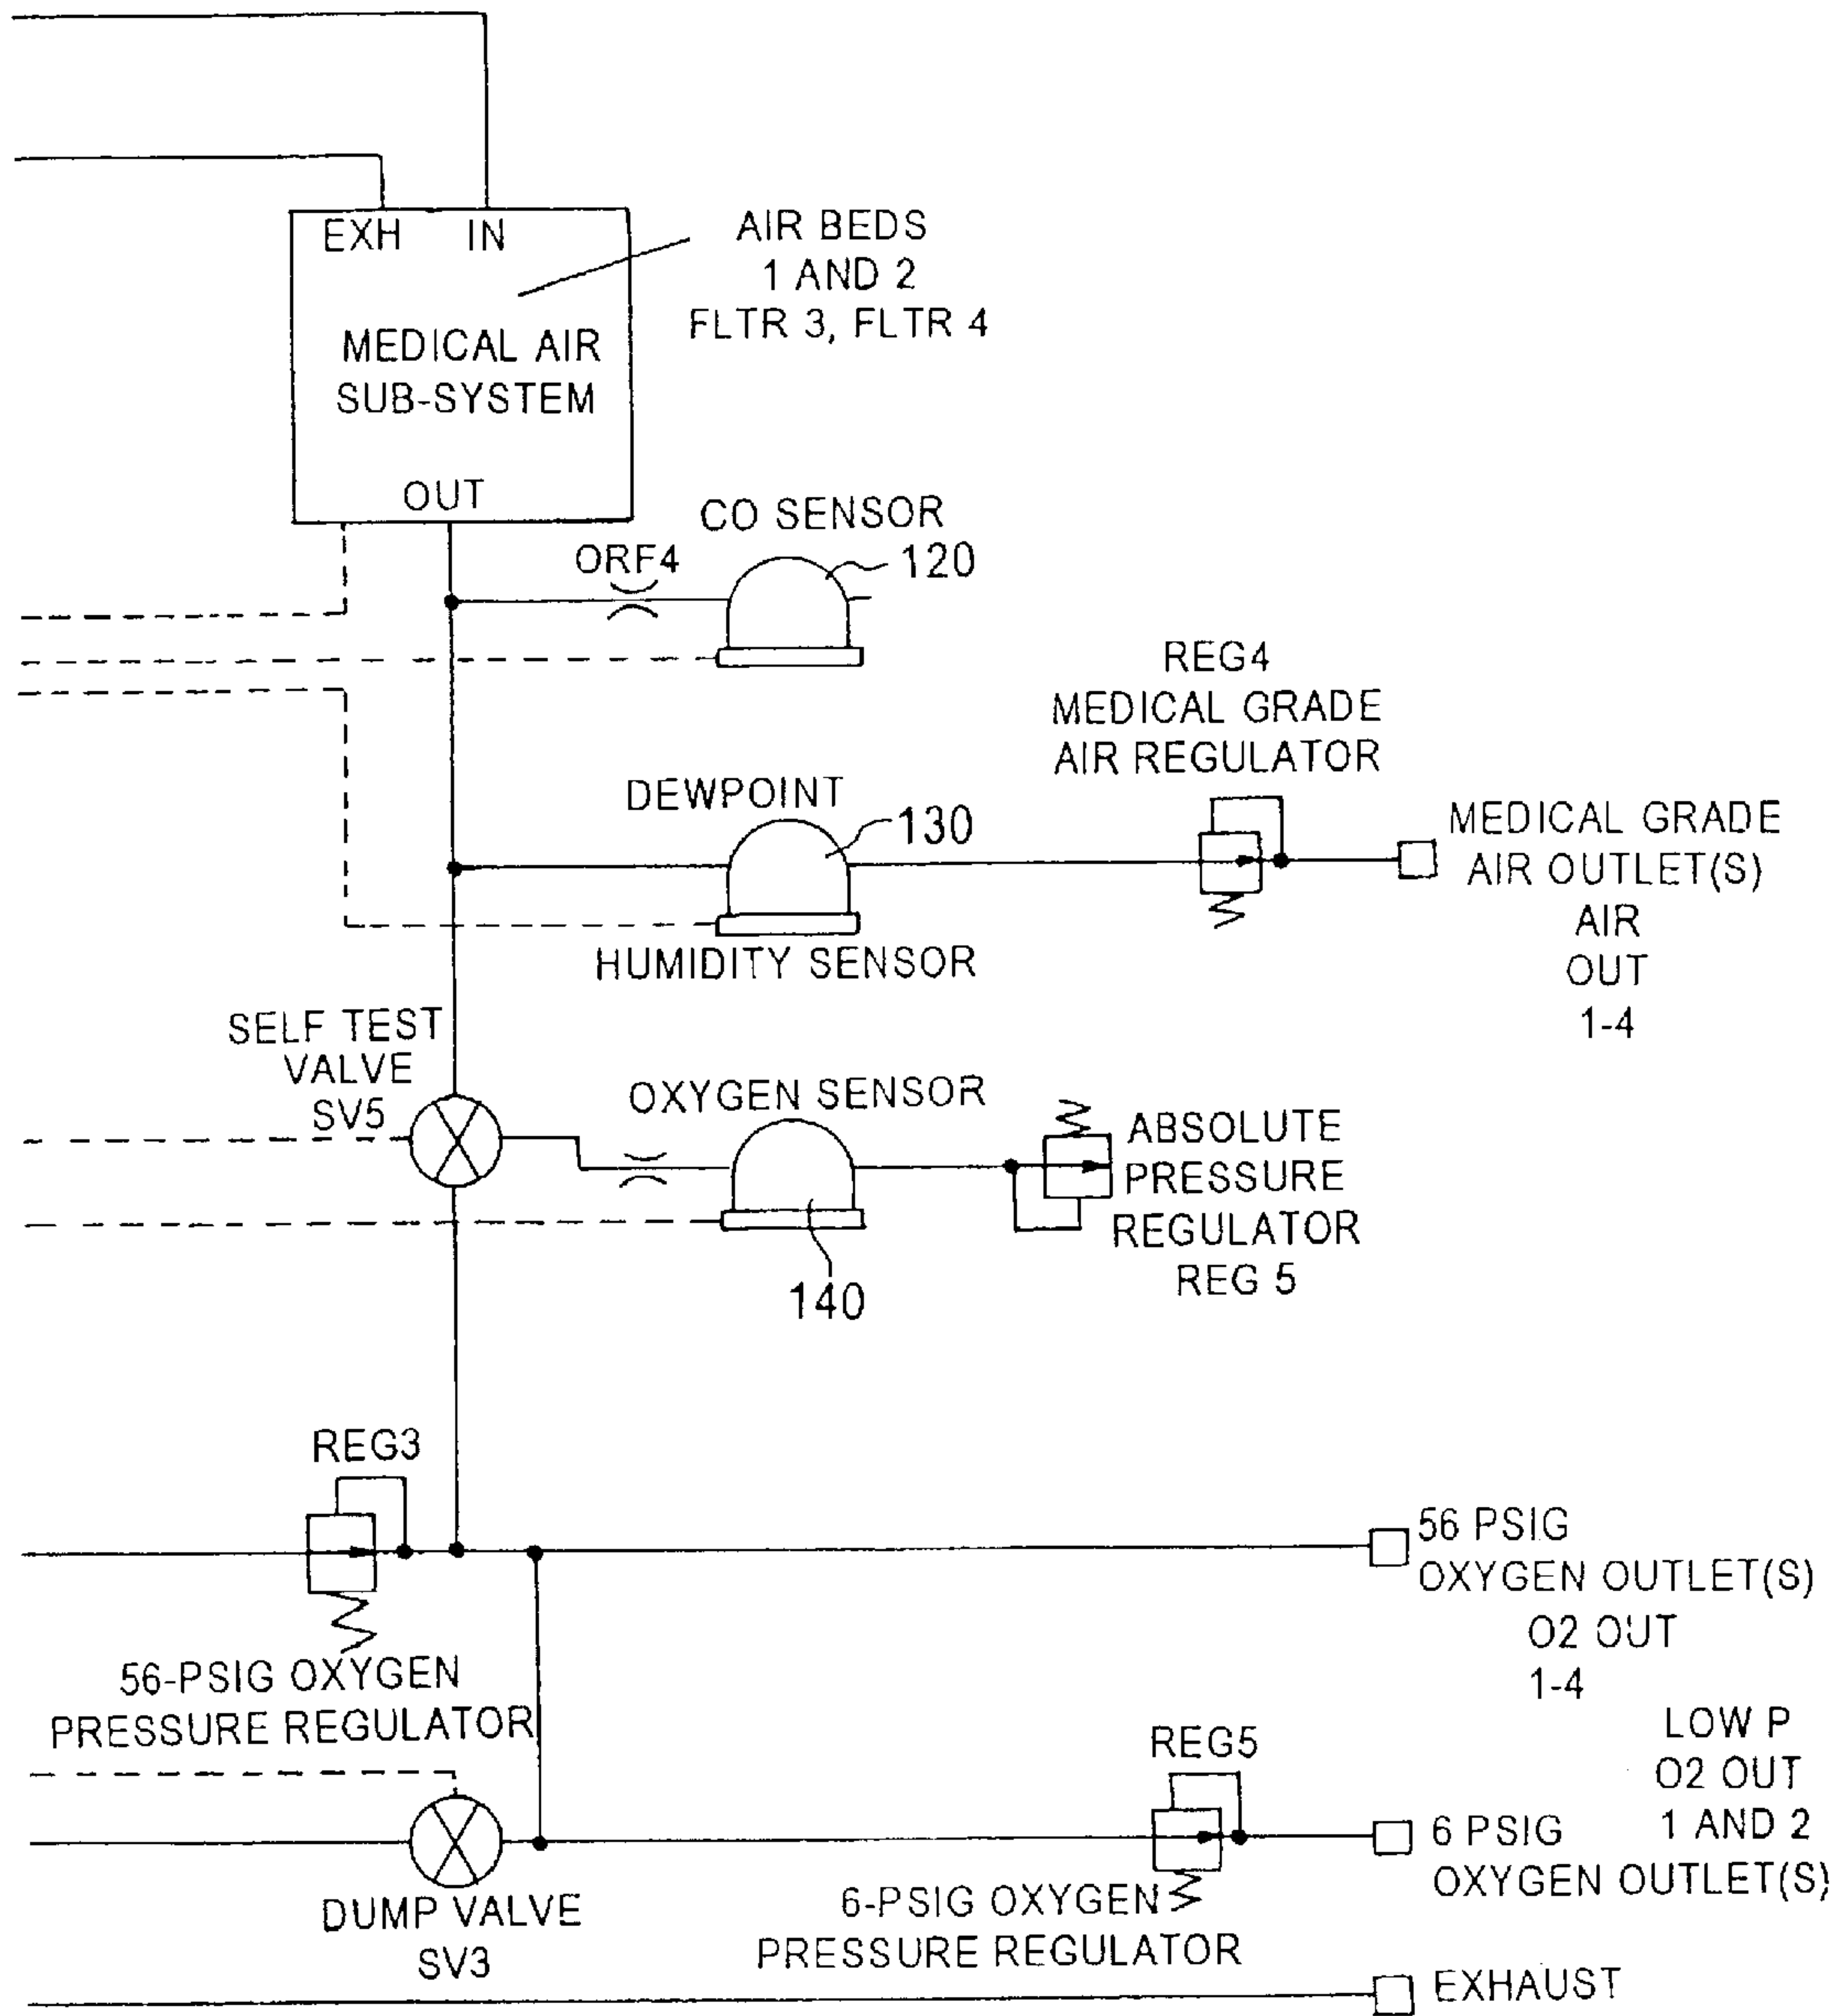 EXH IN
MEDICAL AIR
SUB-SYSTEM
OUT
AIR BEDS
1 AND 2
FLTR 3, FLTR 4
CO SENSOR
ORF4
120
REG4
MEDICAL GRADE
AIR REGULATOR
DEWPOINT
130
HUMIDITY SENSOR
MEDICAL GRADE
AIR OUTLET(S)
AIR
OUT
1-4
SELF TEST
VALVE
SV5
OXYGEN SENSOR
140
ABSOLUTE
PRESSURE
REGULATOR
REG 5
REG3
56-PSIG OXYGEN
PRESSURE REGULATOR
56 PSIG
OXYGEN OUTLET(S)
O2 OUT
1-4
LOW P
O2 OUT
1 AND 2
REG5
6 PSIG
OXYGEN OUTLET(S)
DUMP VALVE
SV3
6-PSIG OXYGEN
PRESSURE REGULATOR
EXHAUST